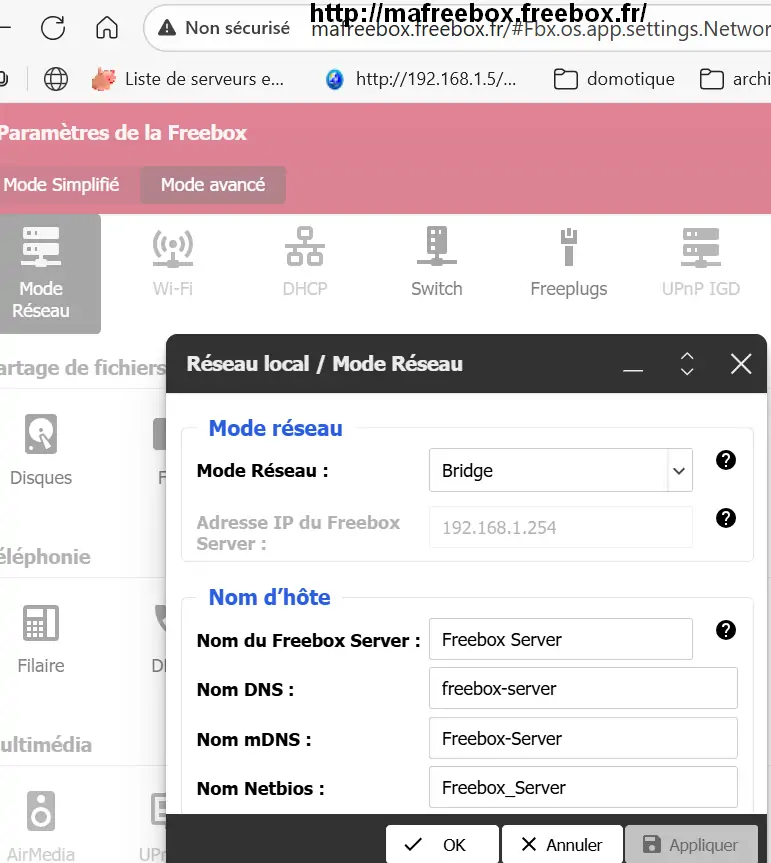 http://mafreebox.freebox.fr/
Non sécurisé
mafreebox.freebox.fr/#Fbx.os.app.settings.Networ
Liste de serveurs e...
http://192.168.1.5/...
domotique
archi
Paramètres de la Freebox
Mode Simplifié
Mode avancé
Mode
Réseau
Wi-Fi
DHCP
Switch
Freeplugs
UPnP IGD
artage de fichiers
Réseau local / Mode Réseau
Disques
F
Mode réseau
Mode Réseau :
Bridge
Adresse IP du Freebox
Server :
192.168.1.254
éléphonie
Nom d’hôte
Nom du Freebox Server :
Freebox Server
Filaire
DE
Nom DNS :
freebox-server
Nom mDNS :
Freebox-Server
ultimédia
Nom Netbios :
Freebox_Server
AirMedia
UPn
OK
Annuler
Appliquer